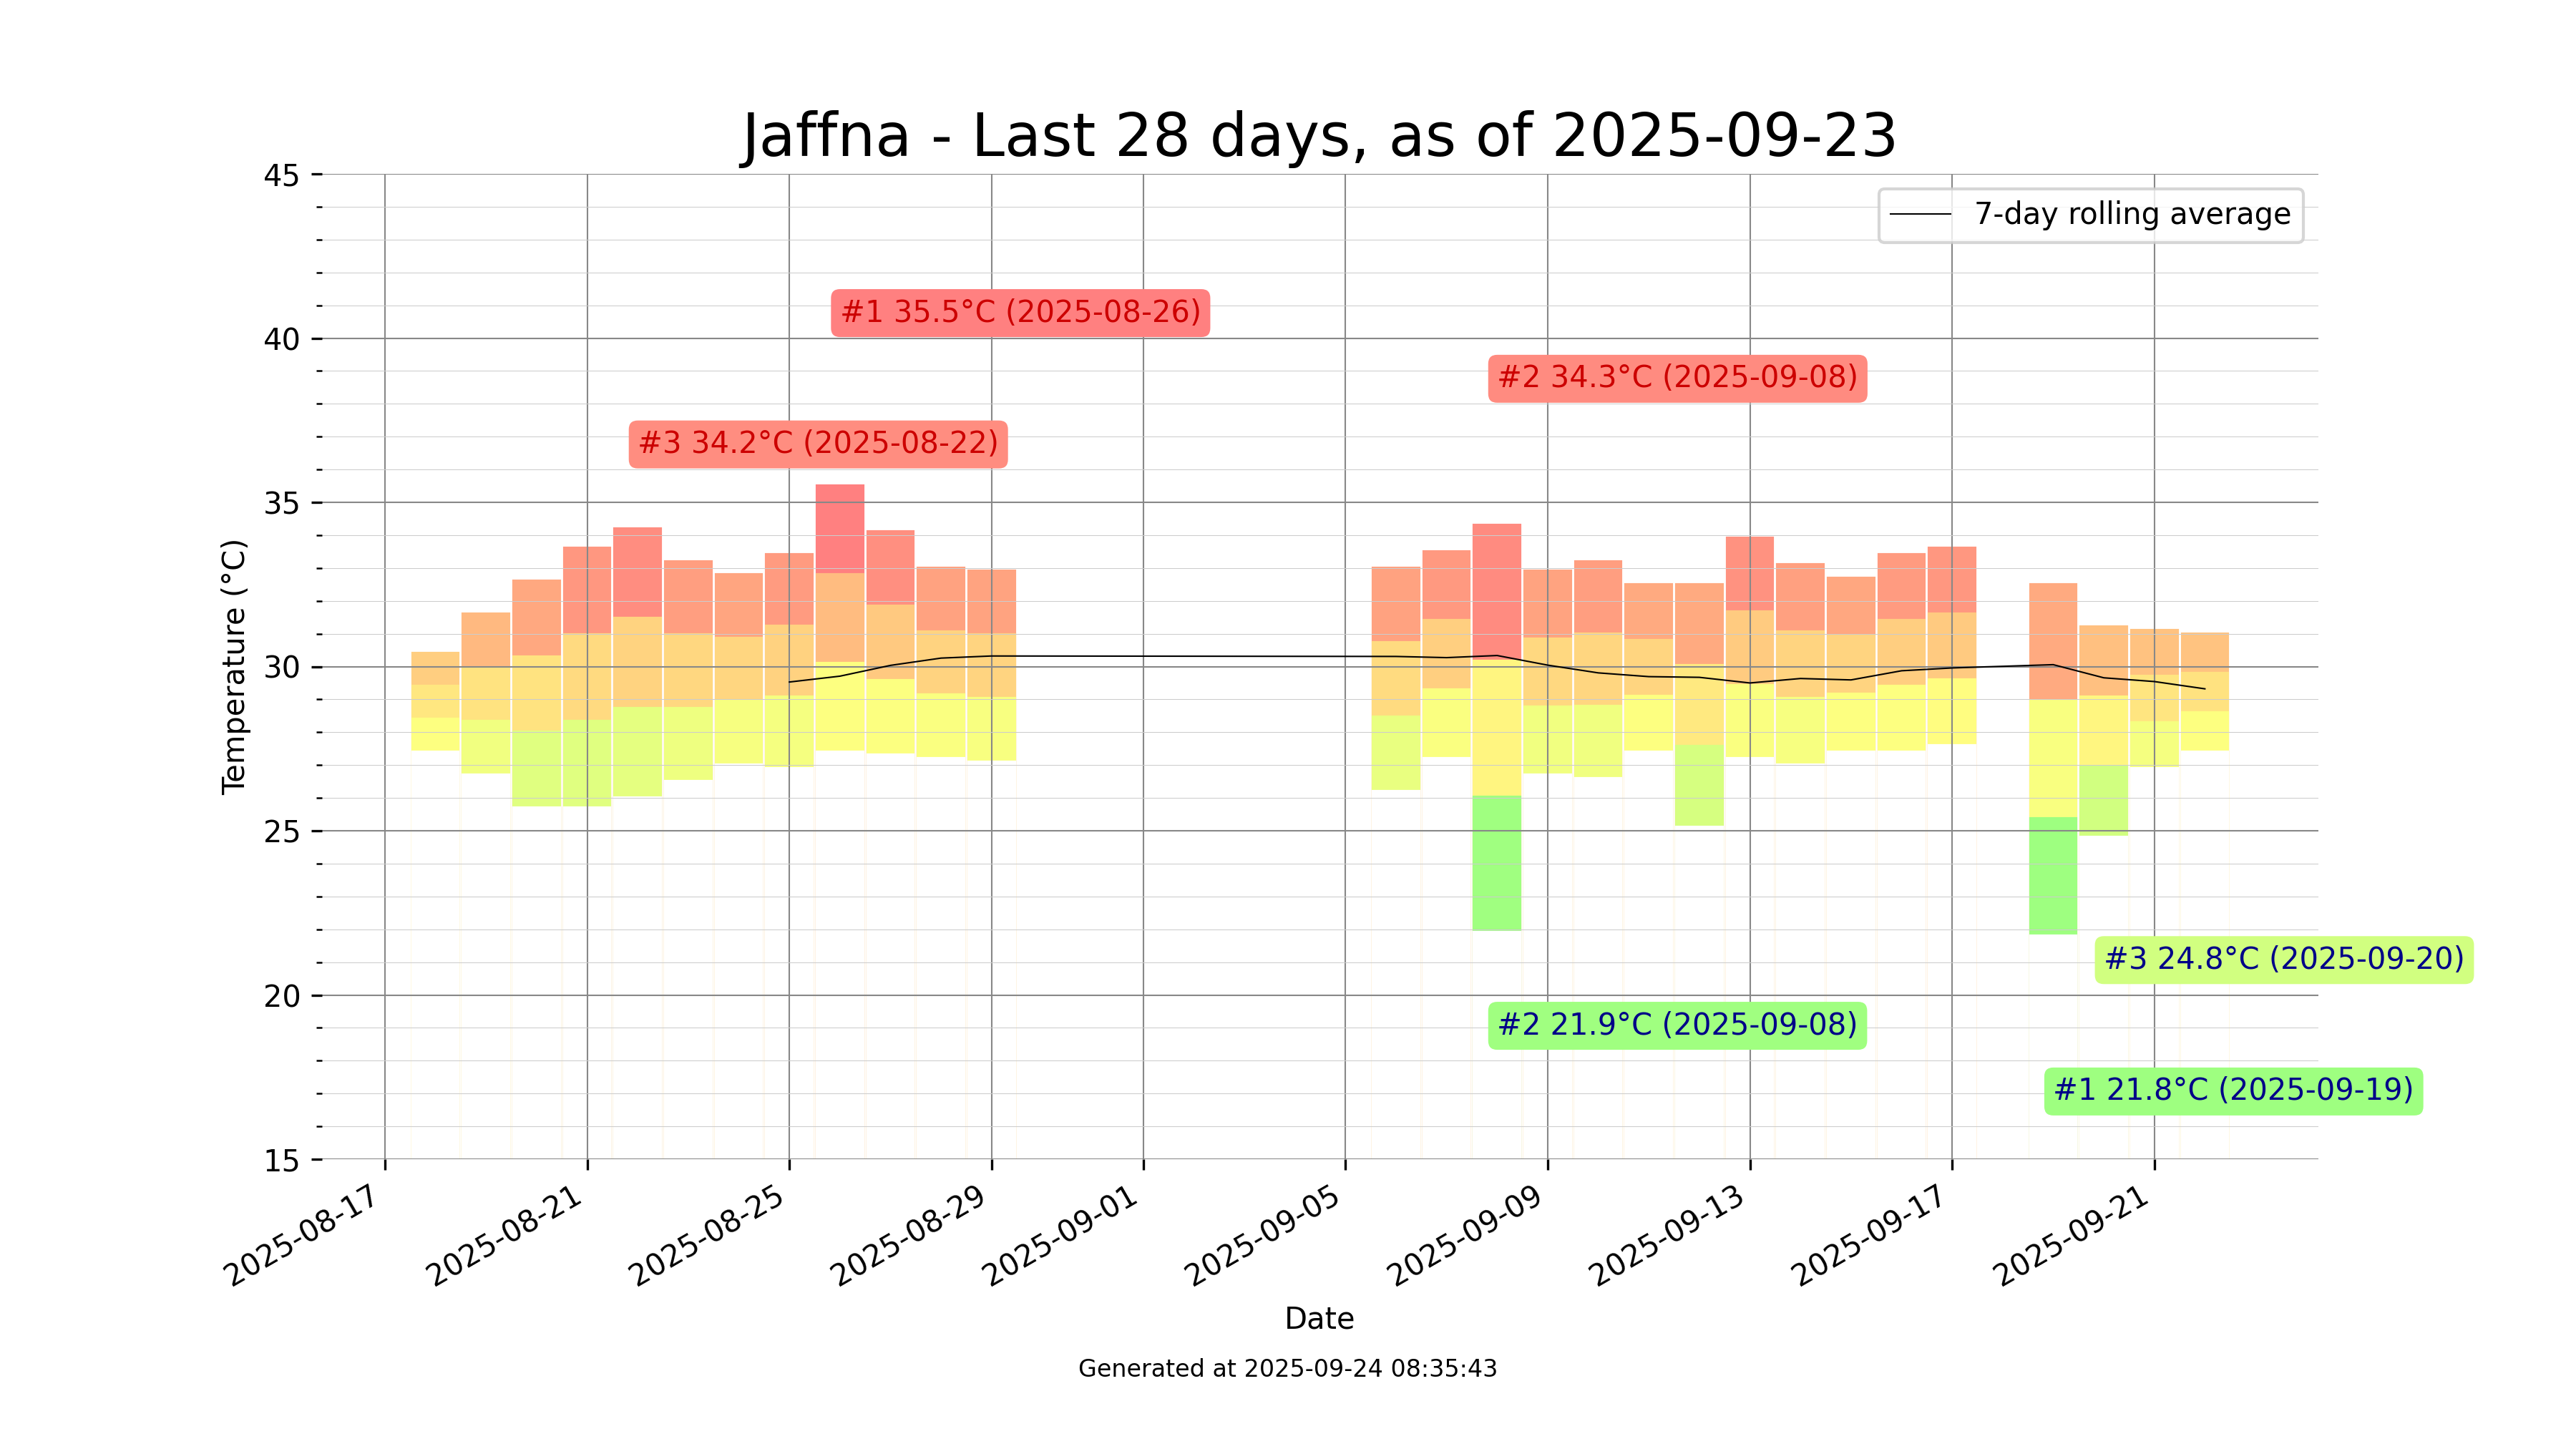 Jaffna - Last 28 days, as of 2025-09-23
45
7-day rolling average
#1 35.5°C (2025-08-26)
40
#2 34.3°C (2025-09-08)
#3 34.2°C (2025-08-22)
35
Temperature (°C)
30
25
#3 24.8°C (2025-09-20)
20
#2 21.9°C (2025-09-08)
#1 21.8°C (2025-09-19)
15
2025-08-17
2025-08-21
2025-08-25
2025-08-29
2025-09-01
2025-09-05
2025-09-09
2025-09-13
2025-09-17
2025-09-21
Date
Generated at 2025-09-24 08:35:43